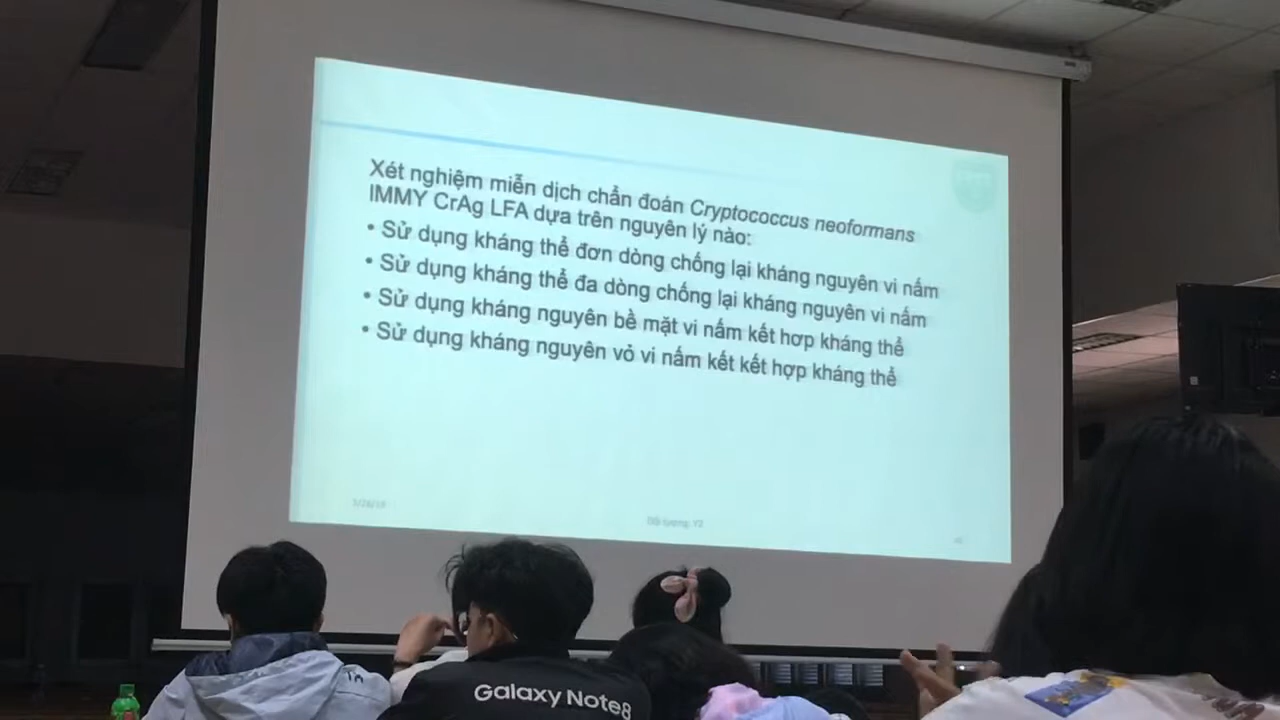 Xét nghiệm miễn dịch chẩn đoán Cryptococcus neoformans
IMMY CrAg LFA dựa trên nguyên lý nào:
• Sử dụng kháng thể đơn dòng chống lại kháng nguyên vi nấm
• Sử dụng kháng thể đa dòng chống lại kháng nguyên vi nấm
• Sử dụng kháng nguyên bề mặt vi nấm kết hơp kháng thể
• Sử dụng kháng nguyên vỏ vi nấm kết kết hợp kháng thể
Y2
Galaxy Note8